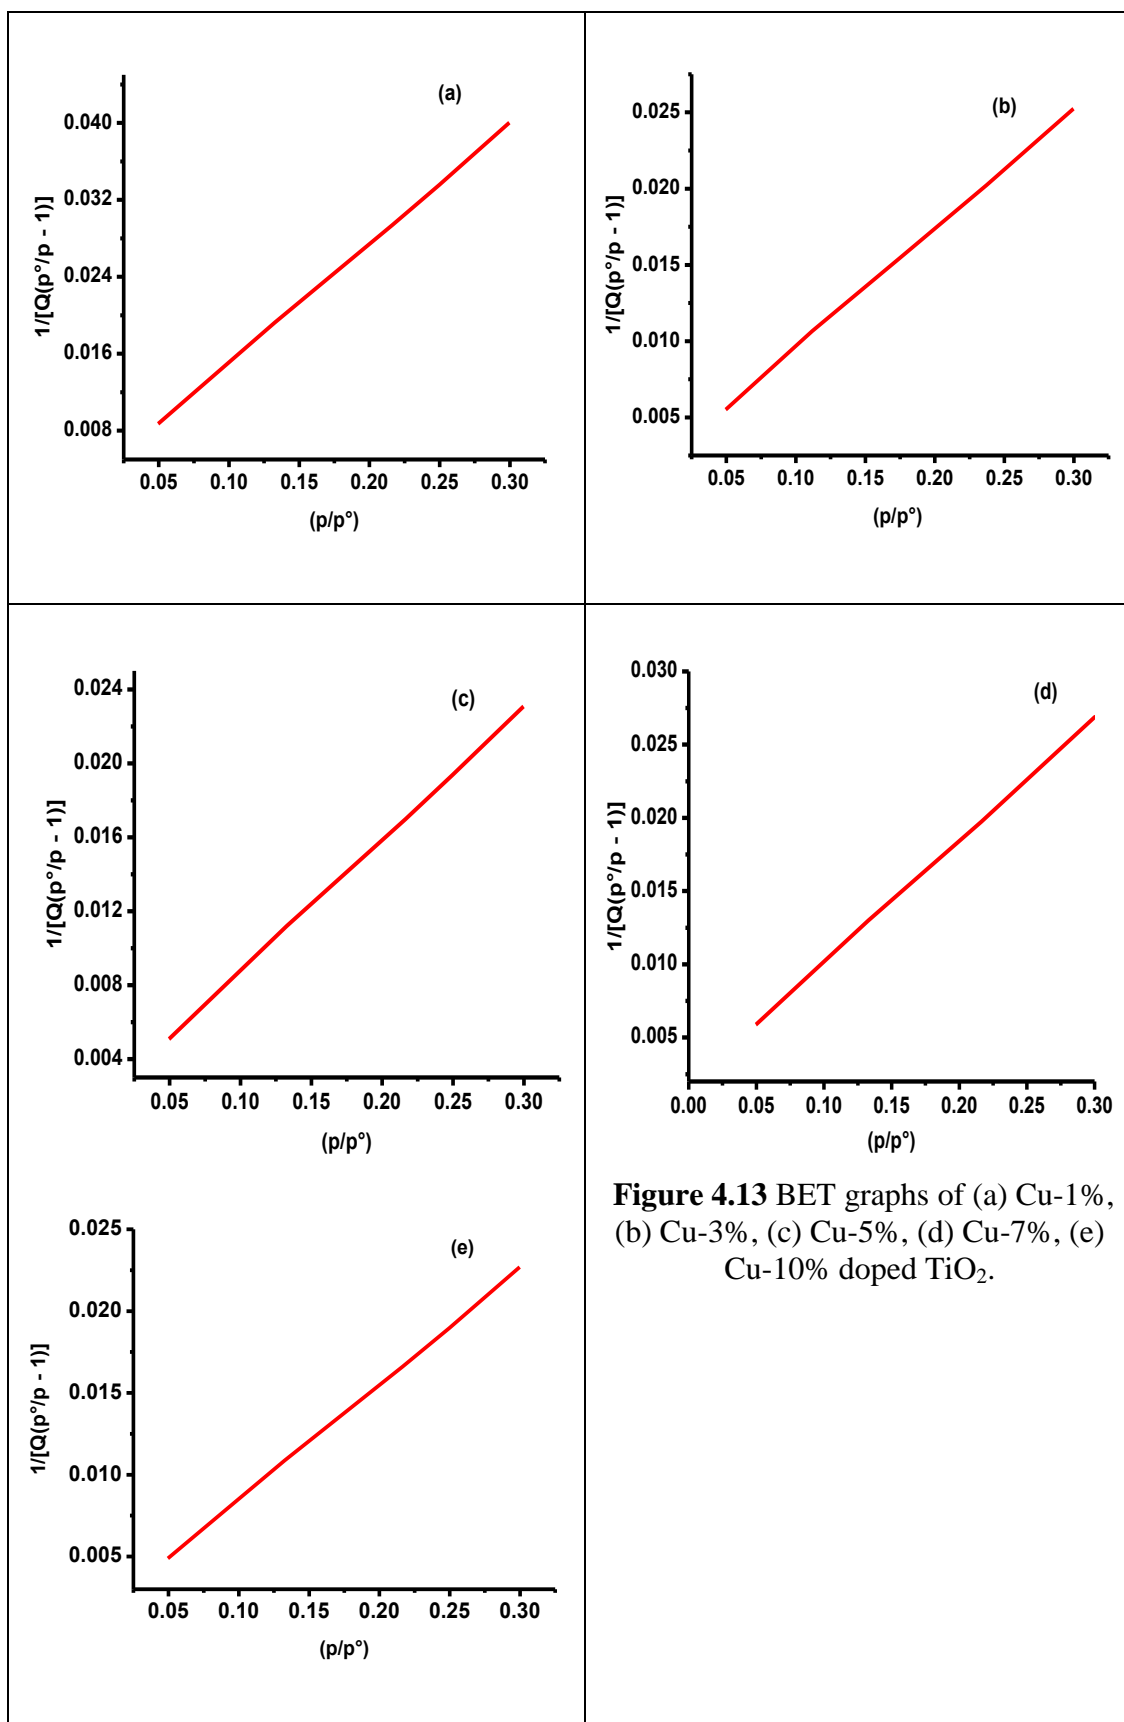 (a)
0.040
0.032
0.024
0.016
0.008
1/[Q(p°/p - 1)]
0.05 0.10 0.15 0.20 0.25 0.30
(p/p°)
(b)
0.025
0.020
0.015
0.010
0.005
1/[Q(p°/p - 1)]
0.05 0.10 0.15 0.20 0.25 0.30
(p/p°)
(c)
0.024
0.020
0.016
0.012
0.008
0.004
1/[Q(p°/p - 1)]
0.05 0.10 0.15 0.20 0.25 0.30
(p/p°)
(d)
0.030
0.025
0.020
0.015
0.010
0.005
1/[Q(p°/p - 1)]
0.00 0.05 0.10 0.15 0.20 0.25 0.30
(p/p°)
Figure 4.13 BET graphs of (a) Cu-1%,
(b) Cu-3%, (c) Cu-5%, (d) Cu-7%, (e)
Cu-10% doped TiO₂.
(e)
0.025
0.020
0.015
0.010
0.005
1/[Q(p°/p - 1)]
0.05 0.10 0.15 0.20 0.25 0.30
(p/p°)